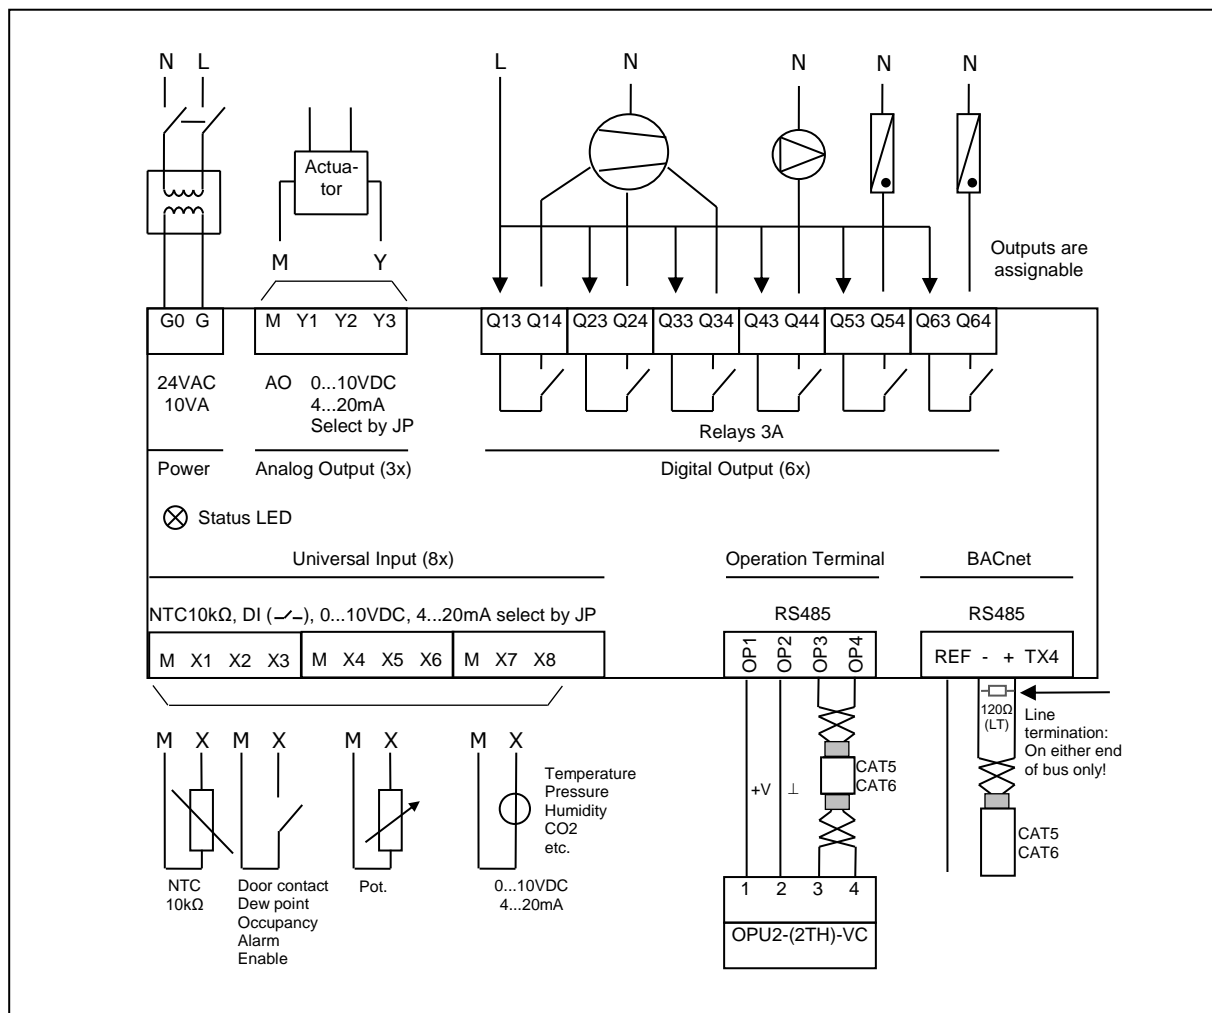 N L
L
N
N
N
N
Actua-
tor
M Y
Outputs are
assignable
G0 G
M Y1 Y2 Y3
Q13 Q14 Q23 Q24 Q33 Q34 Q43 Q44 Q53 Q54 Q63 Q64
24VAC
10VA
AO 0...10VDC
4...20mA
Select by JP
Relays 3A
Power
Analog Output (3x)
Digital Output (6x)
Status LED
Universal Input (8x)
Operation Terminal
BACnet
NTC10kΩ, DI ( ), 0...10VDC, 4...20mA select by JP
RS485
RS485
M X1 X2 X3 M X4 X5 X6 M X7 X8
OP1 OP2 OP3 OP4
REF - + TX4
120Ω
(LT)
Line
termination:
On either end
of bus only!
M X M X
M X
M X
Temperature
Pressure
Humidity
CO2
etc.
+V ⊥
CAT5
CAT6
CAT5
CAT6
NTC
10kΩ
Door contact
Dew point
Occupancy
Alarm
Enable
Pot.
0...10VDC
4...20mA
1 2 3 4
OPU2-(2TH)-VC